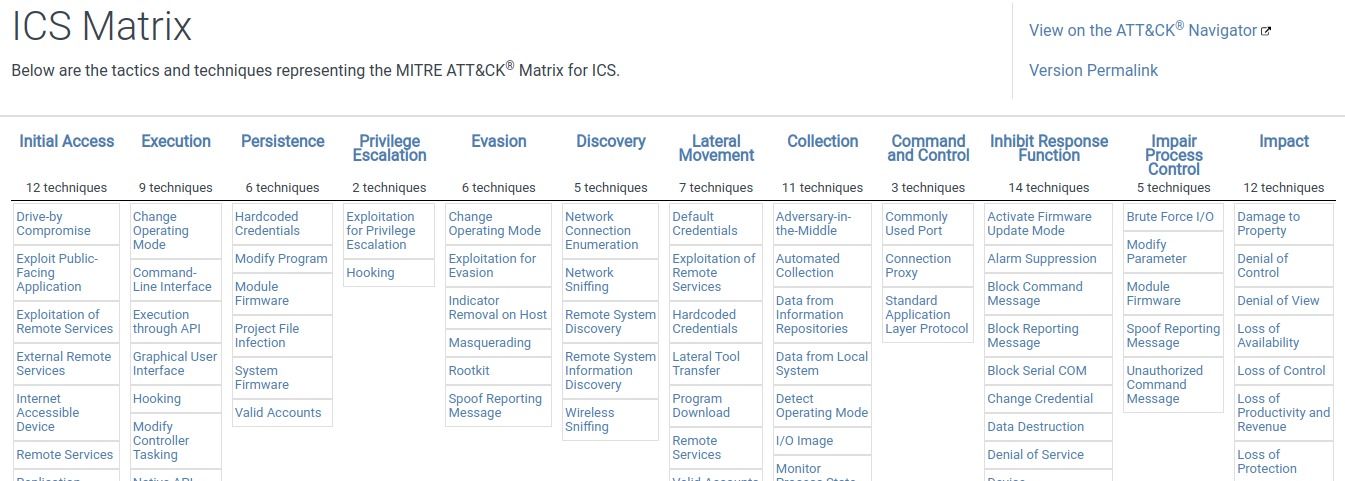 ICS Matrix
Below are the tactics and techniques representing the MITRE ATT&CK® Matrix for ICS.
View on the ATT&CK® Navigator
Version Permalink
Initial Access
12 techniques
Drive-by
Compromise
Exploit Public-
Facing
Application
Exploitation of
Remote Services
External Remote
Services
Internet
Accessible
Device
Remote Services
Replication
Execution
9 techniques
Change
Operating
Mode
Command-
Line Interface
Execution
through API
Graphical User
Interface
Hooking
Modify
Controller
Tasking
Native API
Persistence
6 techniques
Hardcoded
Credentials
Modify Program
Module
Firmware
Project File
Infection
System
Firmware
Valid Accounts
Privilege
Escalation
2 techniques
Exploitation
for Privilege
Escalation
Hooking
Evasion
6 techniques
Change
Operating Mode
Exploitation for
Evasion
Indicator
Removal on Host
Masquerading
Rootkit
Spoof Reporting
Message
Discovery
5 techniques
Network
Connection
Enumeration
Network
Sniffing
Remote System
Discovery
Remote System
Information
Discovery
Wireless
Sniffing
Lateral
Movement
7 techniques
Default
Credentials
Exploitation of
Remote
Services
Hardcoded
Credentials
Lateral Tool
Transfer
Program
Download
Remote
Services
Valid Accounts
Collection
11 techniques
Adversary-in-
the-Middle
Automated
Collection
Data from
Information
Repositories
Data from Local
System
Detect
Operating Mode
I/O Image
Monitor
Process State
Command
and Control
3 techniques
Commonly
Used Port
Connection
Proxy
Standard
Application
Layer Protocol
Inhibit Response
Function
14 techniques
Activate Firmware
Update Mode
Alarm Suppression
Block Command
Message
Block Reporting
Message
Block Serial COM
Change Credential
Data Destruction
Denial of Service
Device
Impair
Process
Control
5 techniques
Brute Force I/O
Modify
Parameter
Module
Firmware
Spoof Reporting
Message
Unauthorized
Command
Message
Impact
12 techniques
Damage to
Property
Denial of
Control
Denial of View
Loss of
Availability
Loss of Control
Loss of
Productivity and
Revenue
Loss of
Protection